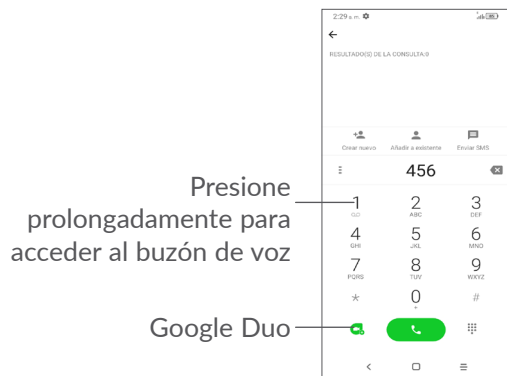 2:29 a.m.
RESULTADO(S) DE LA CONSULTA:0
Crear nuevo
Añadir a existente
Enviar SMS
456
Presione
prolongadamente para
acceder al buzón de voz
1
2
ABC
3
DEF
4
GHI
5
JKL
6
MNO
7
PQRS
8
TUV
9
WXYZ
*
0
+
#
Google Duo